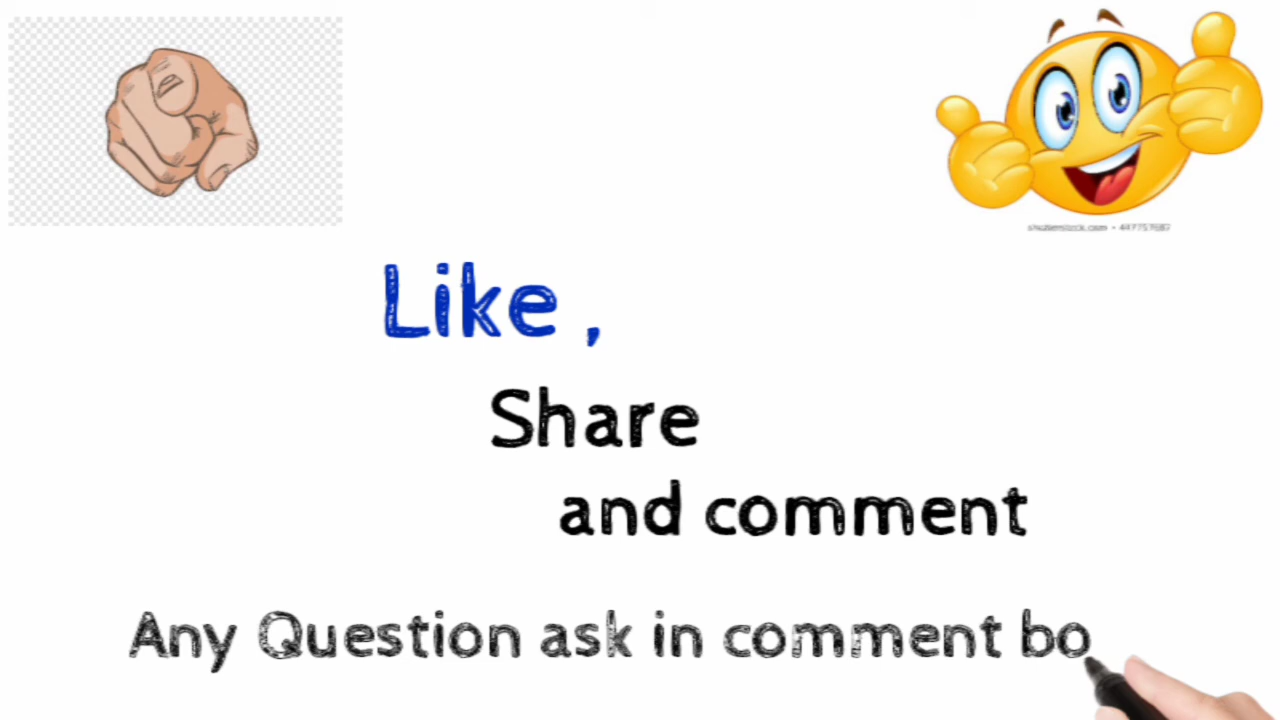 Like ,
Share
and comment
Any Question ask in comment bo